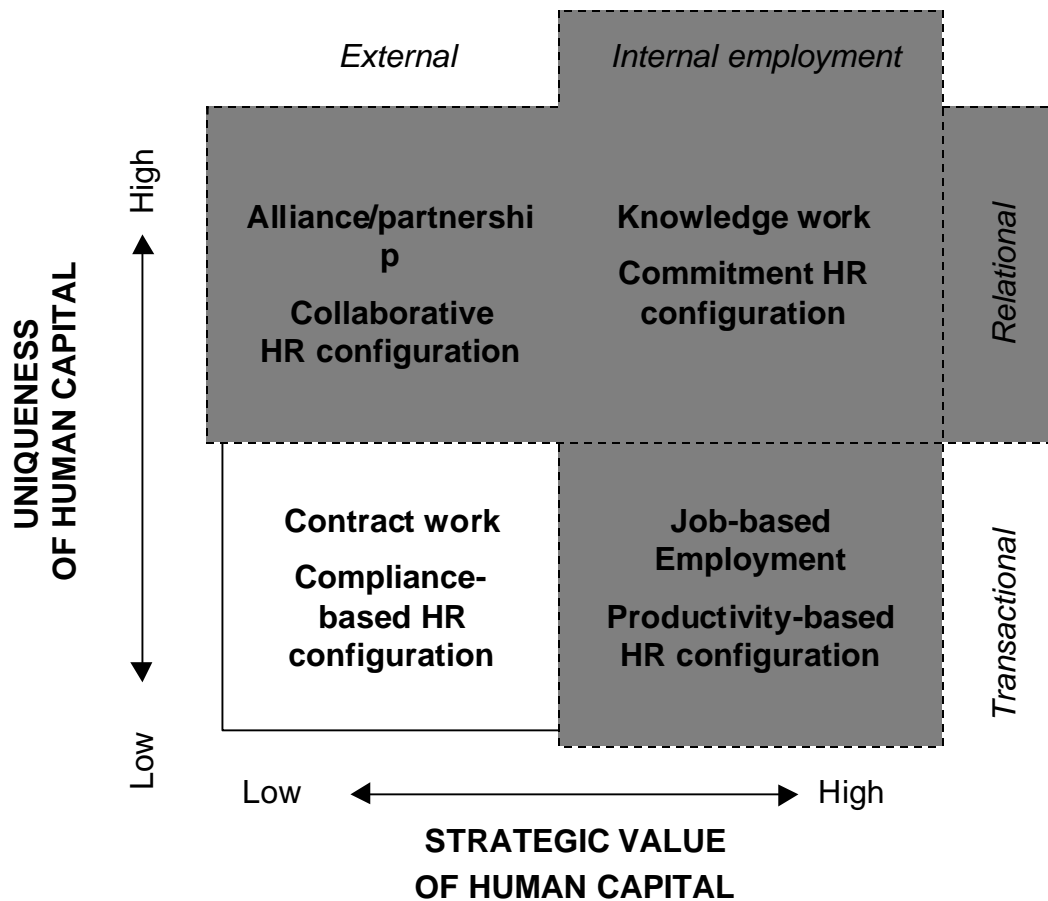 External
Internal employment
High
Alliance/partnershi
p
Collaborative
HR configuration
Knowledge work
Commitment HR
configuration
Relational
UNIQUENESS
OF HUMAN CAPITAL
Contract work
Compliance-
based HR
configuration
Job-based
Employment
Productivity-based
HR configuration
Transactional
Low
Low
High
STRATEGIC VALUE
OF HUMAN CAPITAL